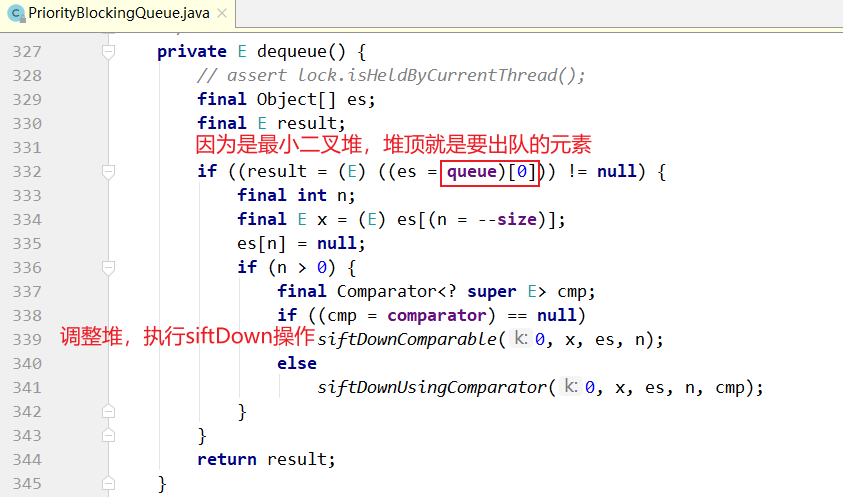 PriorityBlockingQueue.java
327 private E dequeue() {
328 // assert lock.isHeldByCurrentThread();
329 final Object[] es;
330 final E result;
331 因为是最小二叉堆，堆顶就是要出队的元素
332 if ((result = (E) ((es = queue)[0])) != null) {
333 final int n;
334 final E x = (E) es[(n = --size)];
335 es[n] = null;
336 if (n > 0) {
337 final Comparator<? super E> cmp;
338 if ((cmp = comparator) == null)
339 调整堆，执行siftDown操作 siftDownComparable( k: 0, x, es, n);
340 else
341 siftDownUsingComparator( k: 0, x, es, n, cmp);
342 }
343 }
344 return result;
345 }